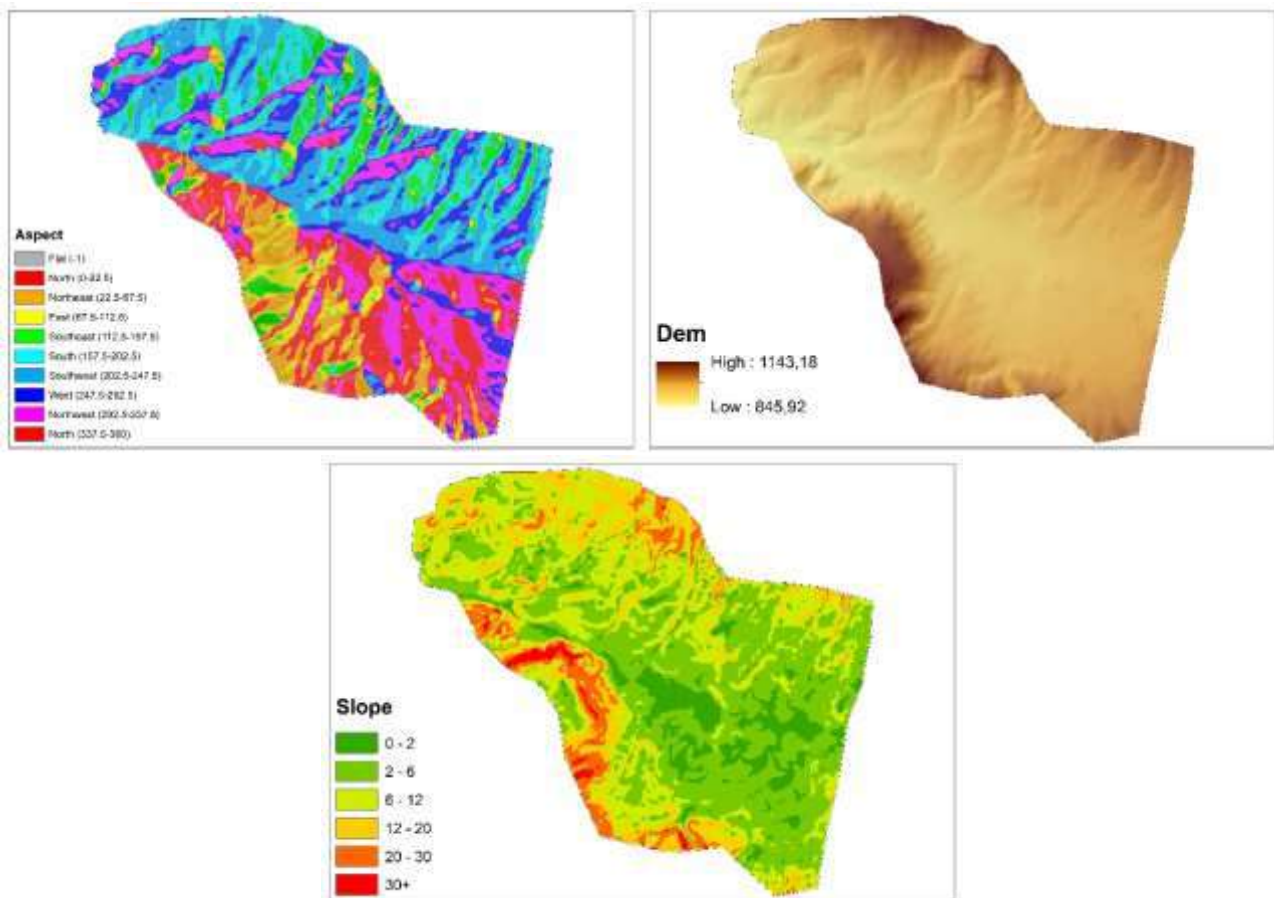 Aspect
Flat (-1)
North (0-22.5)
Northeast (22.5-67.5)
East (67.5-112.5)
Southeast (112.5-157.5)
South (157.5-202.5)
Southwest (202.5-247.5)
West (247.5-292.5)
Northwest (292.5-337.5)
North (337.5-360)
Dem
High : 1143,18
Low : 845,92
Slope
0 - 2
2 - 6
6 - 12
12 - 20
20 - 30
30+